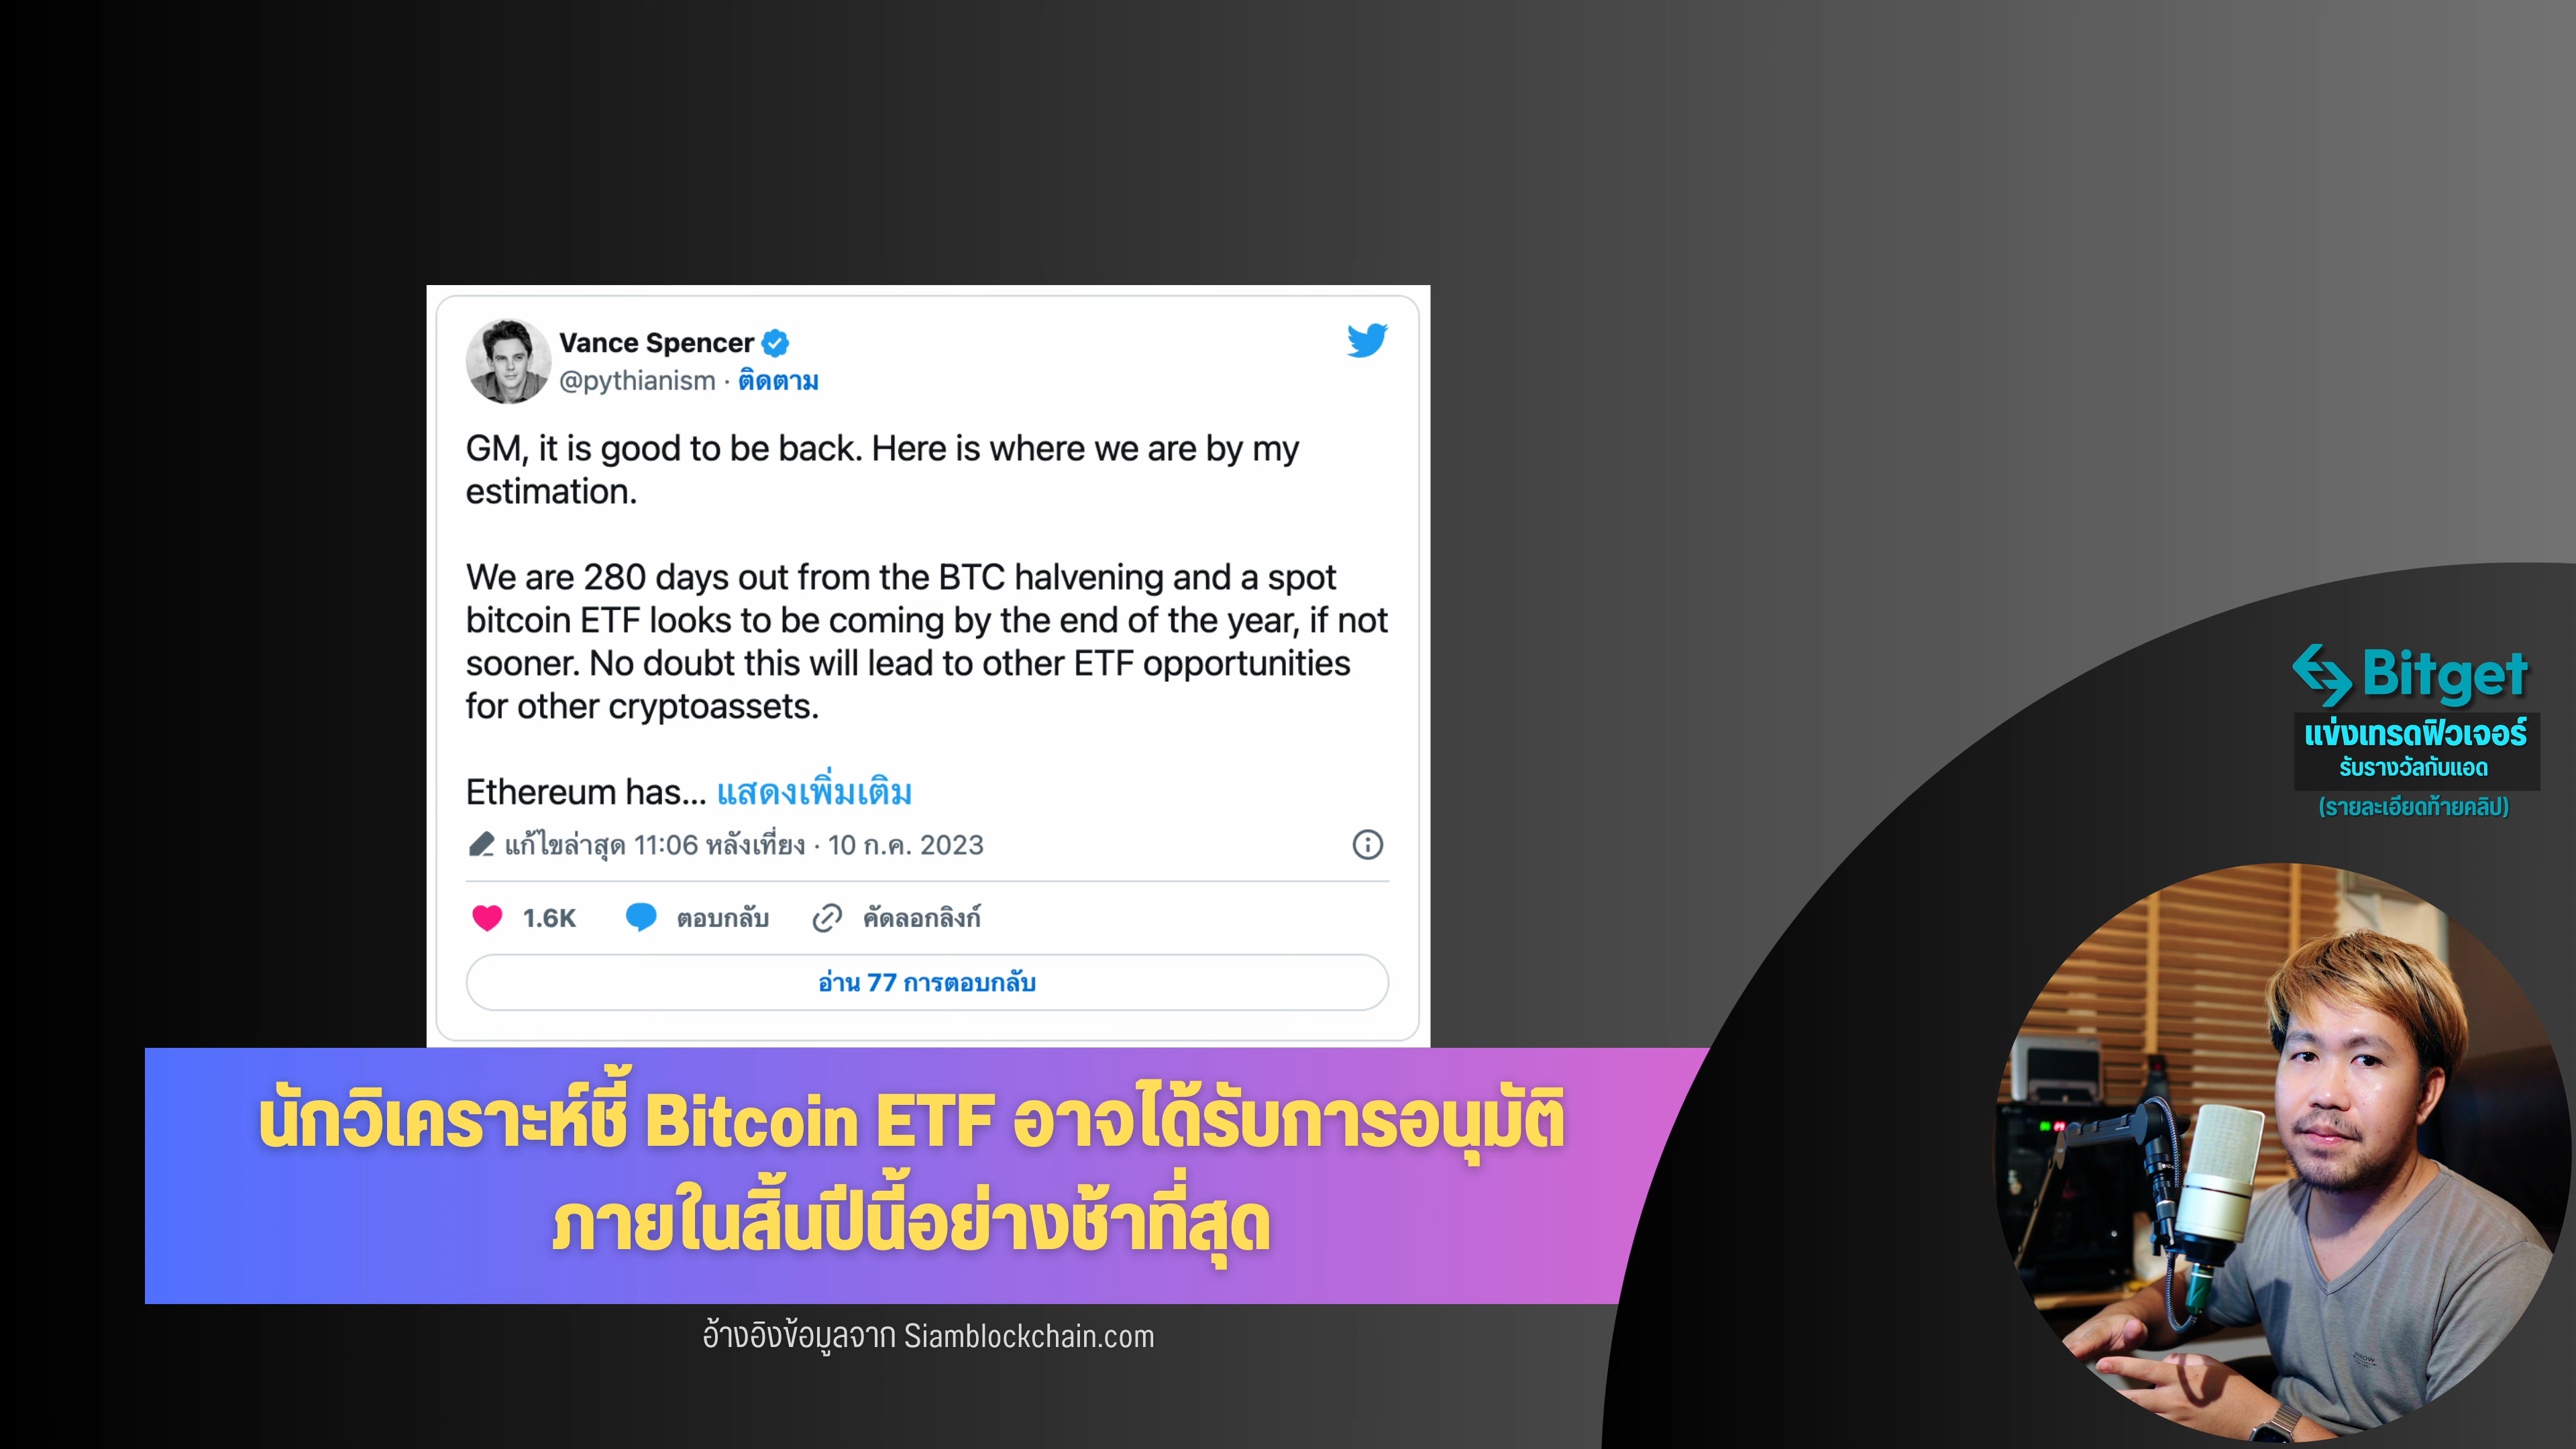 Vance Spencer
@pythianism · ติดตาม
GM, it is good to be back. Here is where we are by my
estimation.
We are 280 days out from the BTC halvening and a spot
bitcoin ETF looks to be coming by the end of the year, if not
sooner. No doubt this will lead to other ETF opportunities
for other cryptoassets.
Ethereum has... แสดงเพิ่มเติม
แก้ไขล่าสุด 11:06 หลังเที่ยง · 10 ก.ค. 2023
1.6K ตอบกลับ คัดลอกลิงก์
อ่าน 77 การตอบกลับ
นักวิเคราะห์ชี้ Bitcoin ETF อาจได้รับการอนุมัติ
ภายในสิ้นปีนี้อย่างช้าที่สุด
อ้างอิงข้อมูลจาก Siamblockchain.com
Bitget
แข่งเทรดฟิวเจอร์
รับรางวัลกับแอด
(รายละเอียดท้ายคลิป)